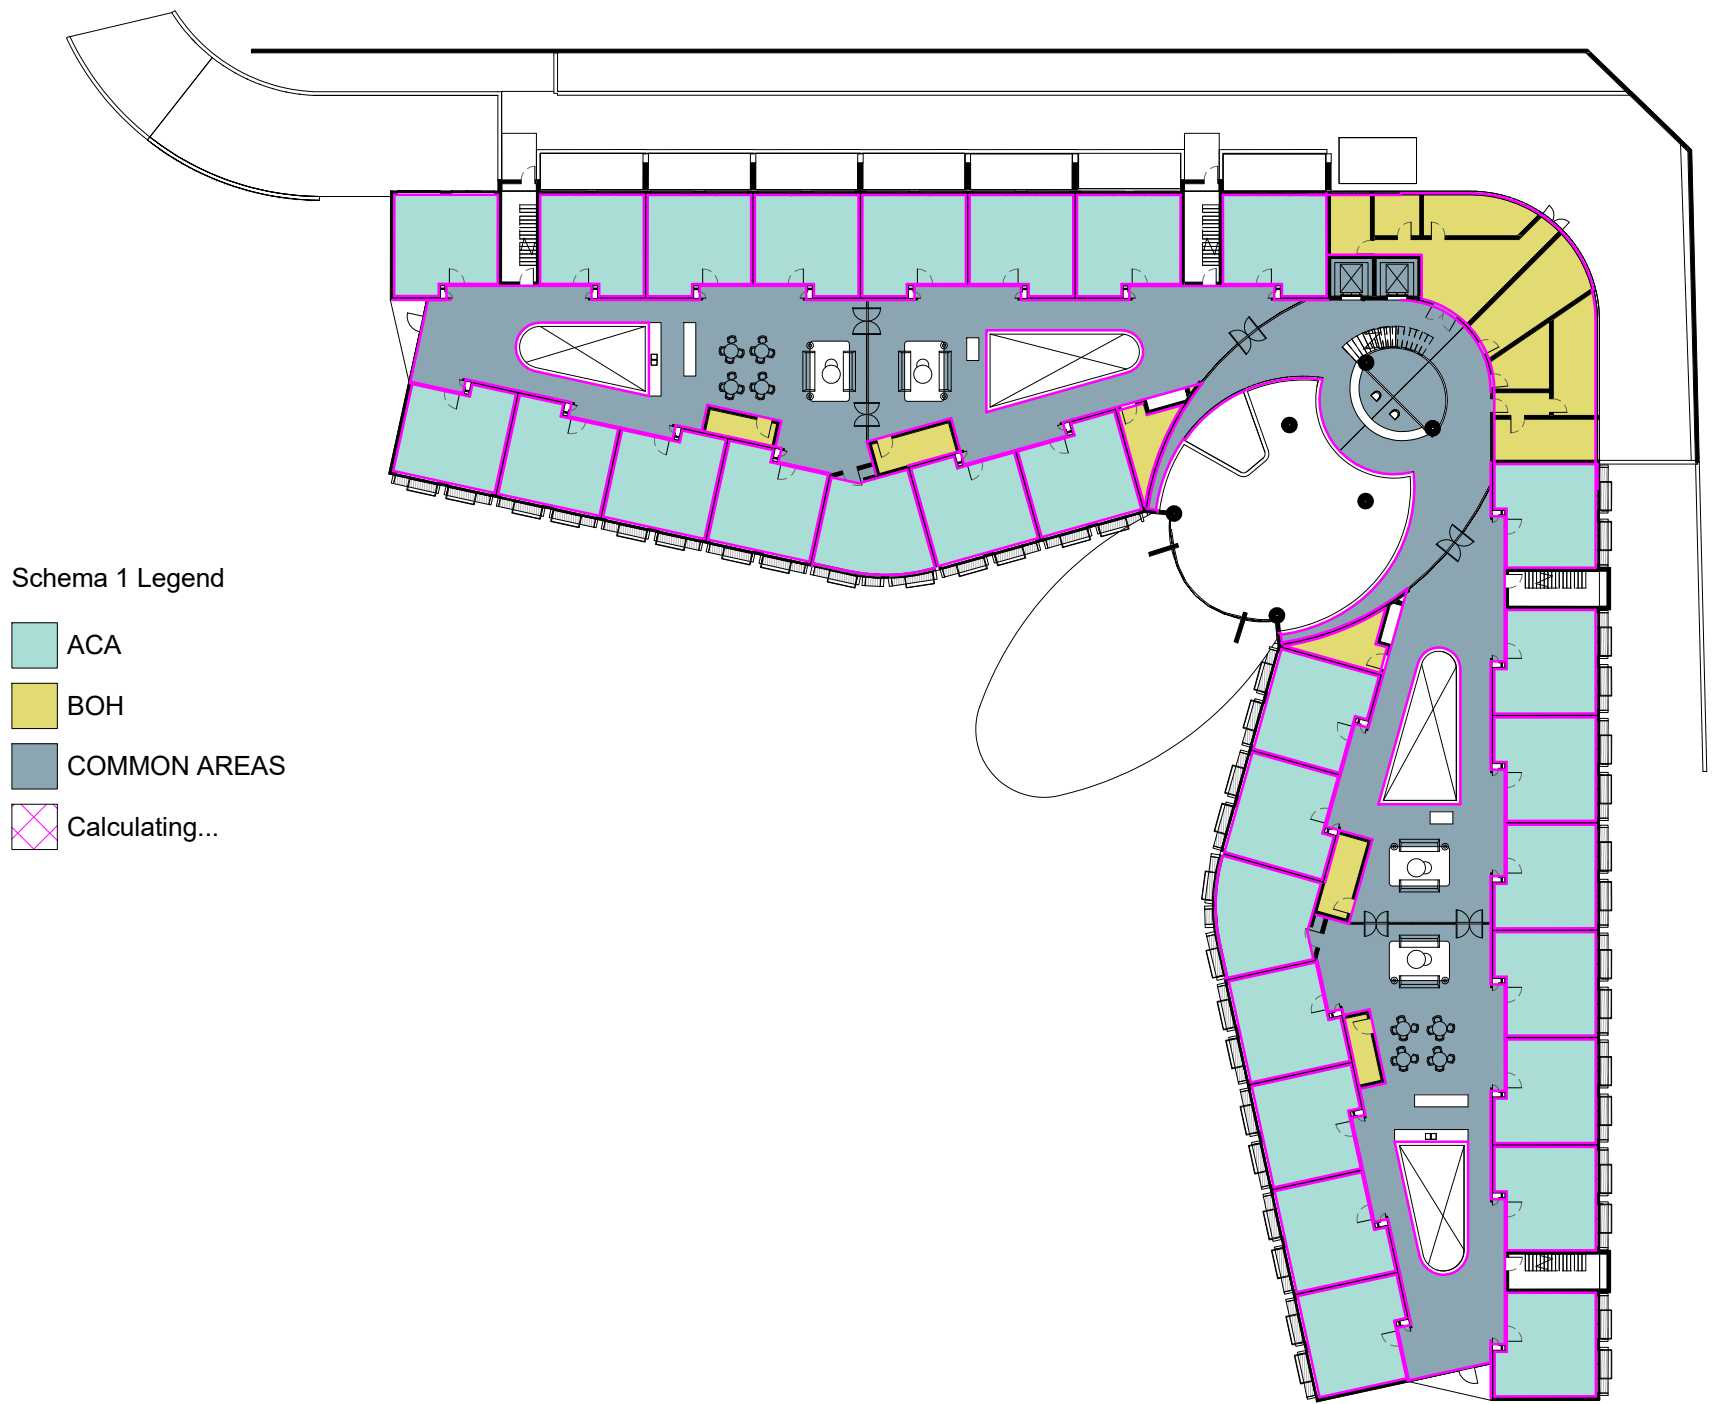 Schema 1 Legend
ACA
BOH
COMMON AREAS
Calculating...